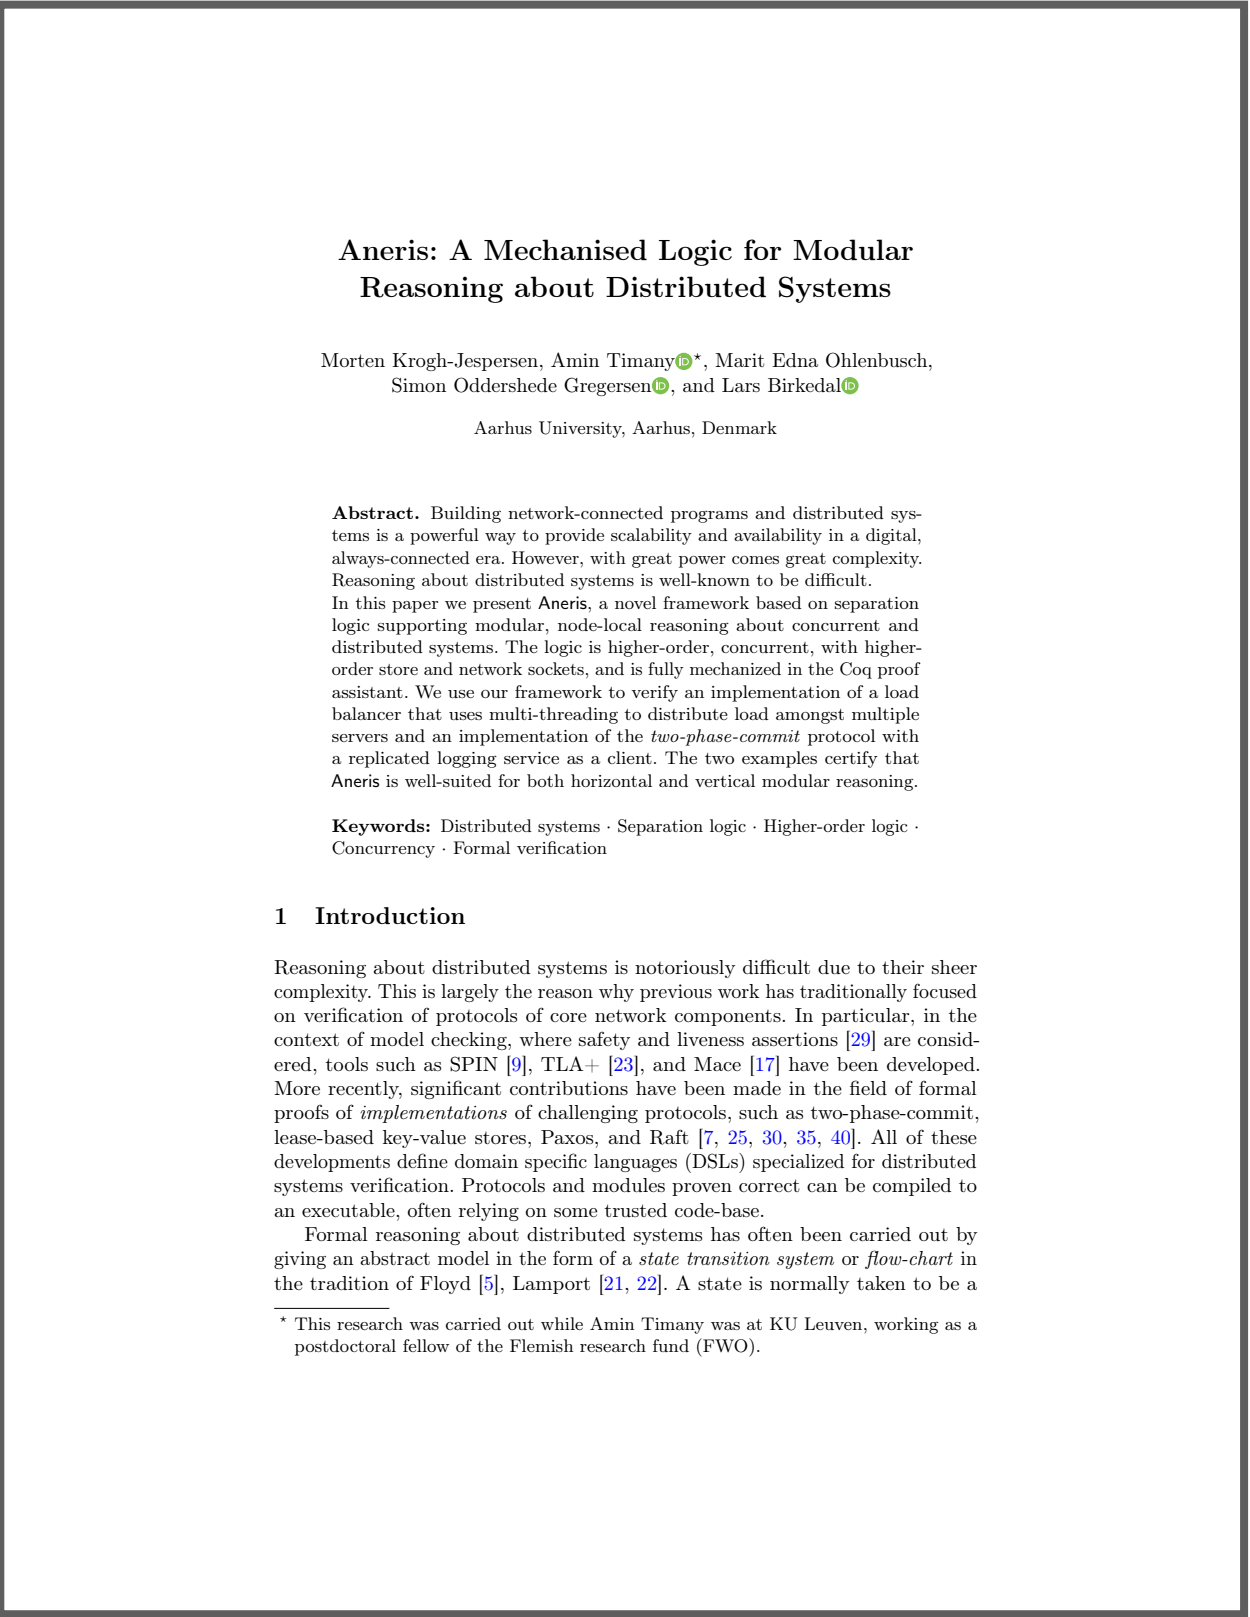 Aneris: A Mechanised Logic for Modular
Reasoning about Distributed Systems
Morten Krogh-Jespersen, Amin Timany iD ⋆, Marit Edna Ohlenbusch,
Simon Oddershede Gregersen iD, and Lars Birkedal iD
Aarhus University, Aarhus, Denmark
Abstract. Building network-connected programs and distributed sys-
tems is a powerful way to provide scalability and availability in a digital,
always-connected era. However, with great power comes great complexity.
Reasoning about distributed systems is well-known to be difficult.
In this paper we present Aneris, a novel framework based on separation
logic supporting modular, node-local reasoning about concurrent and
distributed systems. The logic is higher-order, concurrent, with higher-
order store and network sockets, and is fully mechanized in the Coq proof
assistant. We use our framework to verify an implementation of a load
balancer that uses multi-threading to distribute load amongst multiple
servers and an implementation of the two-phase-commit protocol with
a replicated logging service as a client. The two examples certify that
Aneris is well-suited for both horizontal and vertical modular reasoning.
Keywords: Distributed systems · Separation logic · Higher-order logic ·
Concurrency · Formal verification
1 Introduction
Reasoning about distributed systems is notoriously difficult due to their sheer
complexity. This is largely the reason why previous work has traditionally focused
on verification of protocols of core network components. In particular, in the
context of model checking, where safety and liveness assertions [29] are consid-
ered, tools such as SPIN [9], TLA+ [23], and Mace [17] have been developed.
More recently, significant contributions have been made in the field of formal
proofs of implementations of challenging protocols, such as two-phase-commit,
lease-based key-value stores, Paxos, and Raft [7, 25, 30, 35, 40]. All of these
developments define domain specific languages (DSLs) specialized for distributed
systems verification. Protocols and modules proven correct can be compiled to
an executable, often relying on some trusted code-base.
Formal reasoning about distributed systems has often been carried out by
giving an abstract model in the form of a state transition system or flow-chart in
the tradition of Floyd [5], Lamport [21, 22]. A state is normally taken to be a
⋆ This research was carried out while Amin Timany was at KU Leuven, working as a
postdoctoral fellow of the Flemish research fund (FWO).